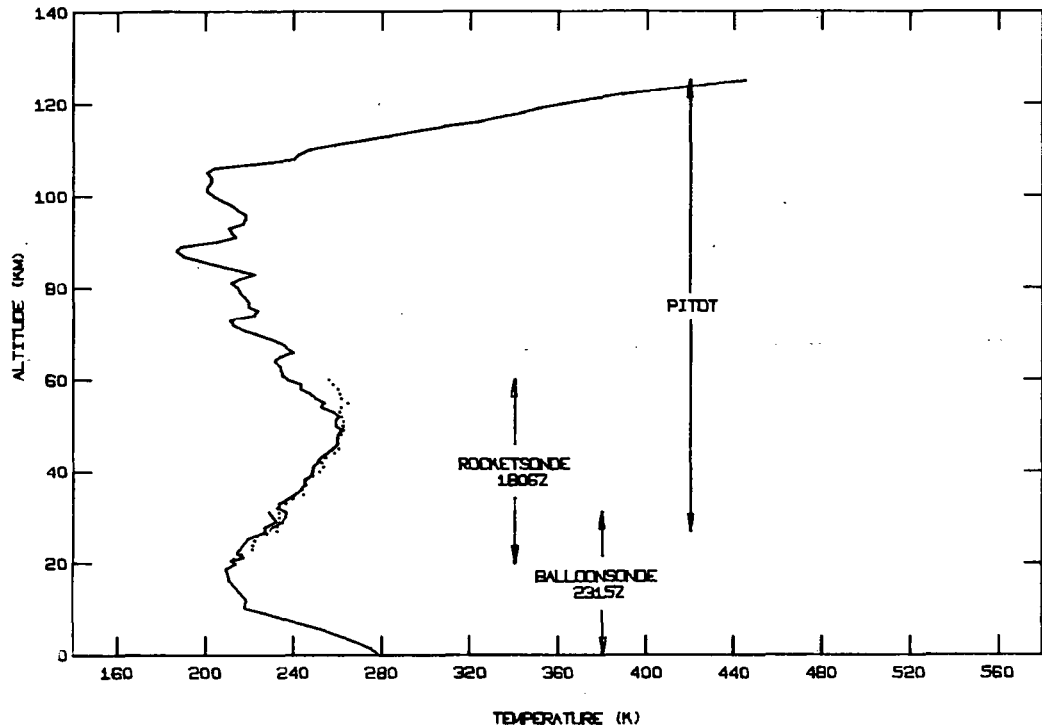 140
120
100
80
60
40
20
0
ALTITUDE (KM)
PITOT
ROCKETSONDE
1806Z
BALLOONSONDE
2315Z
160 200 240 280 320 360 400 440 480 520 560
TEMPERATURE (K)